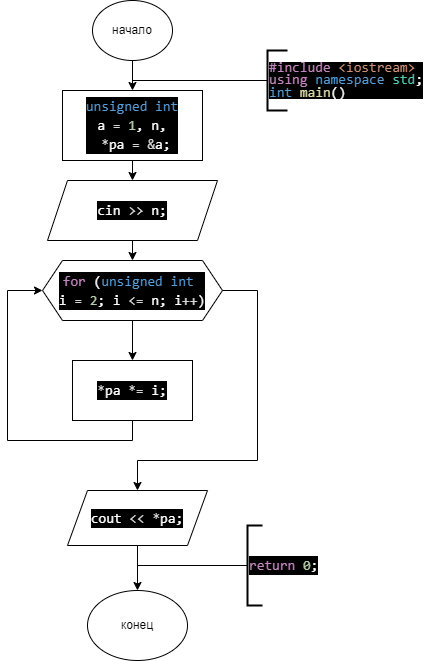 начало
#include <iostream>
using namespace std;
int main()
unsigned int
a = 1, n,
*pa = &a;
cin >> n;
for (unsigned int
i = 2; i <= n; i++)
*pa *= i;
cout << *pa;
return 0;
конец